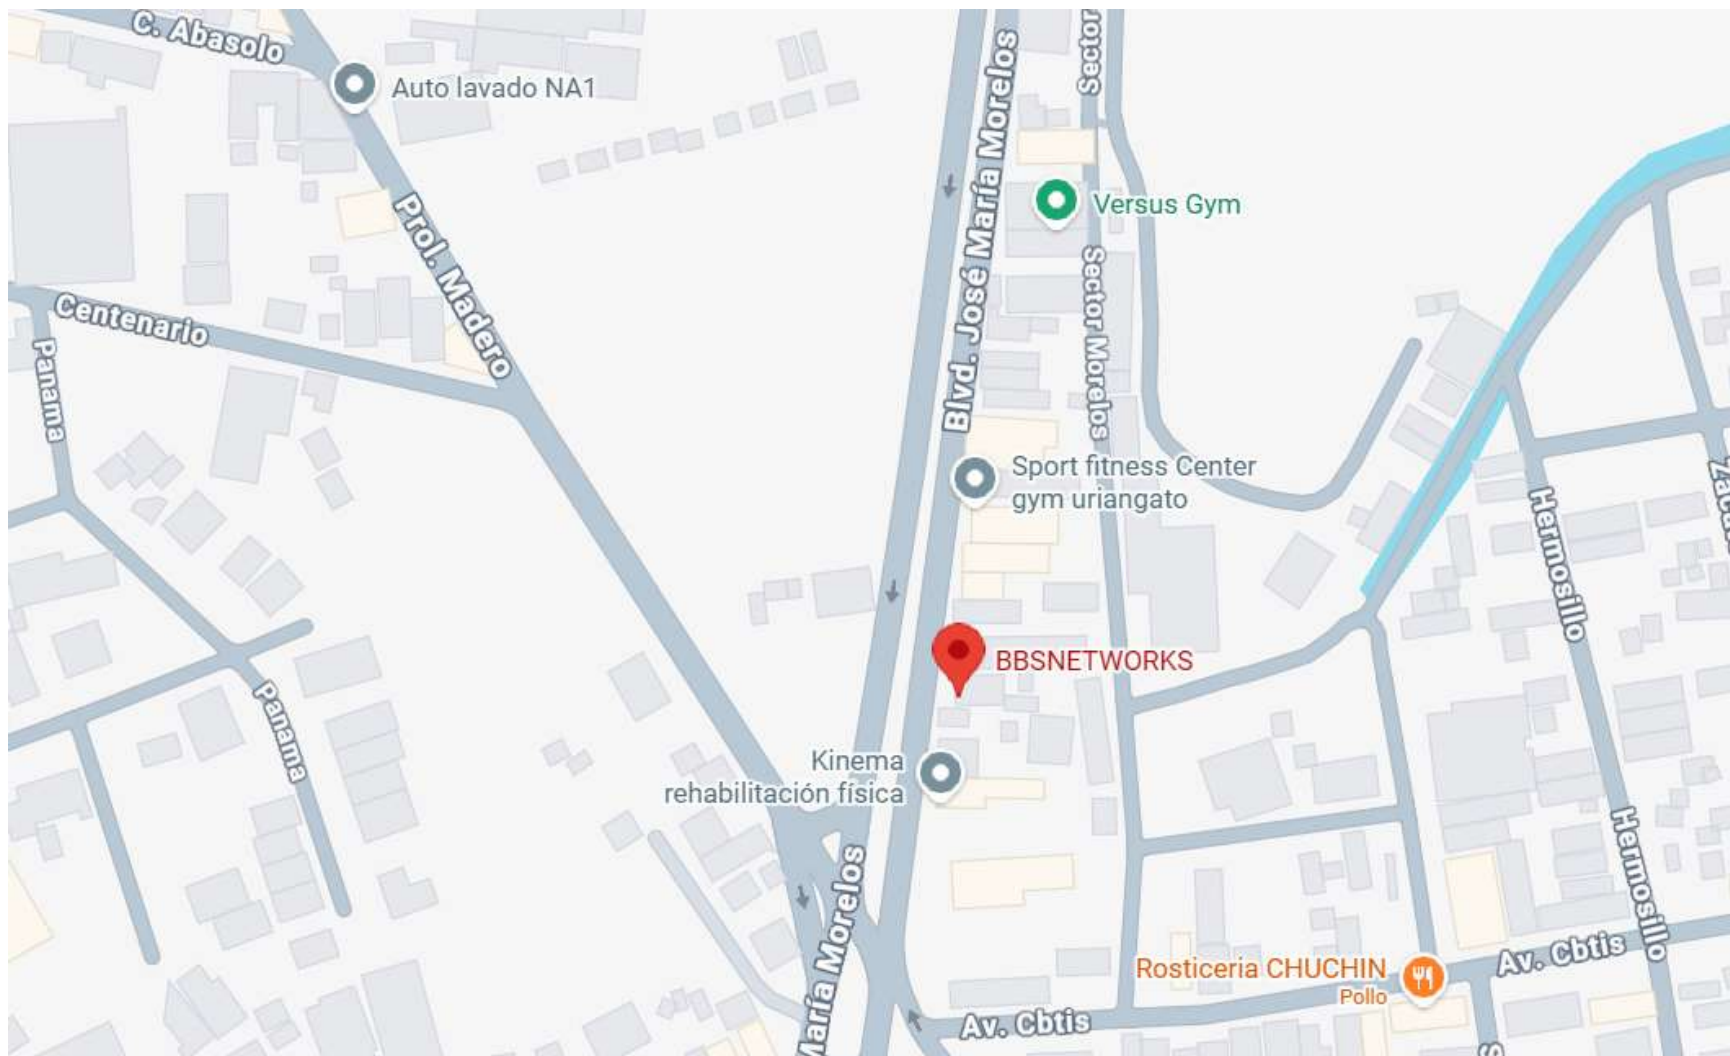 C. Abasolo
Auto lavado NA1
Sector
Blvd. José María Morelos
Versus Gym
Prol. Madero
Sector Morelos
Centenario
Panama
Sport fitness Center
gym uriangato
Hermosillo
BBSNETWORKS
Panama
Kinema
rehabilitación física
Hermosillo
María Morelos
Rosticeria CHUCHIN
Pollo
Av. Cbtis
Av. Cbtis